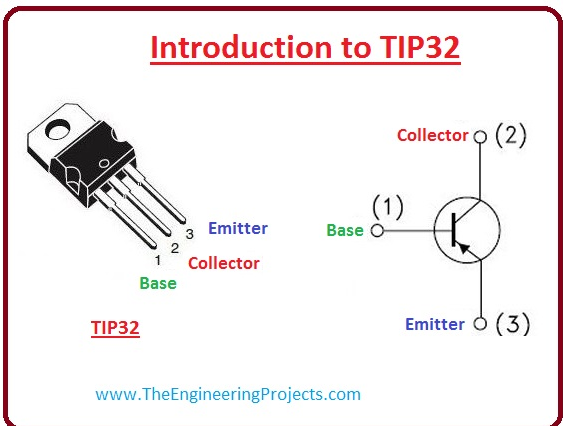 Introduction to TIP32
Collector (2)
(1)
Base
Emitter (3)
3 Emitter
2 Collector
1
Base
TIP32
www.TheEngineeringProjects.com